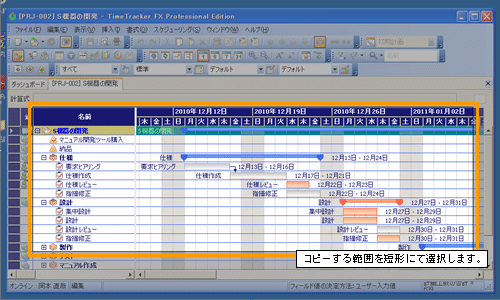 [PRJ-002] S機器の開発 - TimeTracker FX Professional Edition
ファイル(F) 編集(E) 表示(V) 挿入(I) 書式(O) スケジューリング(S) ウィンドウ(W) ヘルプ(H)
すべて 標準 デフォルト デフォルト
ダッシュボード [PRJ-002] S機器の開発
計算式
名前 2010年12月12日 2010年12月19日 2010年12月26日 2011年01月02日
木 金 土 日 月 火 水 木 金 土 日 月 火 水 木 金 土 日 月 火 水 木 金 土 日 月 火 水 木 金 土
S機器の開発 S機器の開発
マニュアル開発ツール購入
納品
仕様 仕様 12月13日 - 12月24日
要求ヒアリング 要求ヒアリング 12月13日 - 12月16日
仕様作成 仕様作成 12月17日 - 12月21日
仕様レビュー 仕様レビュー 12月22日 - 12月23日
指摘修正 指摘修正 12月22日 - 12月24日
設計 設計 12月27日 - 12月31日
集中設計 集中設計 12月27日 - 12月29日
設計 設計 12月27日 - 12月29日
設計レビュー 設計レビュー 12月30日 - 12月31日
指摘修正 指摘修正 12月30日 - 12月31日
製作 製作
コピーする範囲を短形にて選択します。
マニュアル作成
オンライン 岡本 直哉 : 編集 フィールド値の決定方法:ユーザー入力値